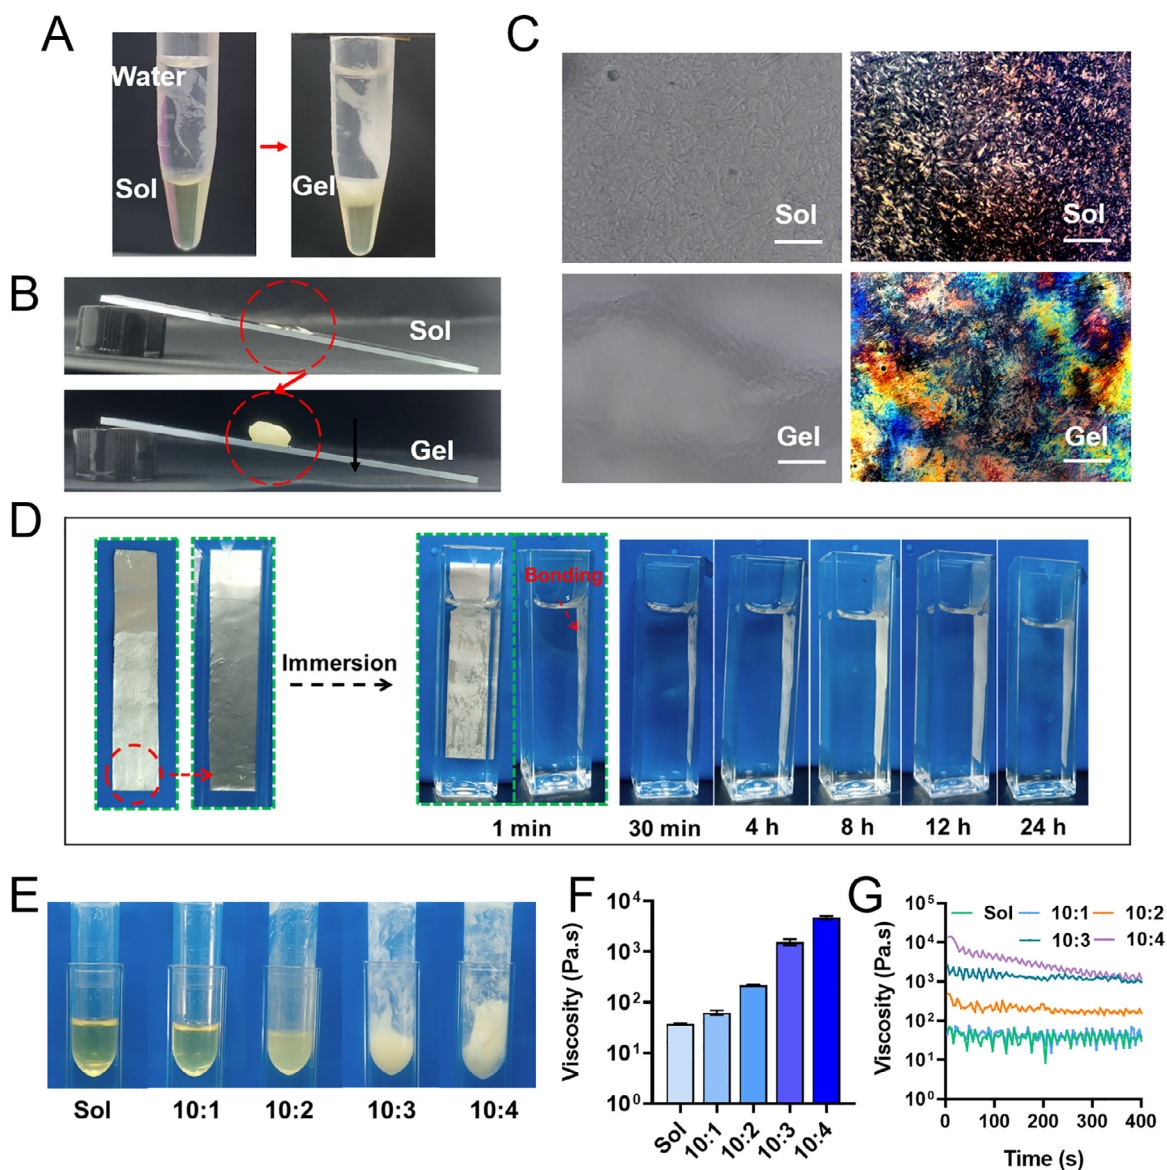 A
Water
Sol
Gel
B
Sol
Gel
C
Sol
Sol
Gel
Gel
D
Immersion
Bonding
1 min
30 min
4 h
8 h
12 h
24 h
E
Sol
10:1
10:2
10:3
10:4
F
Viscosity (Pa.s)
10⁴
10³
10²
10¹
10⁰
Sol
10:1
10:2
10:3
10:4
G
Sol
10:1
10:2
10:3
10:4
Viscosity (Pa.s)
10⁵
10⁴
10³
10²
10¹
10⁰
0
100
200
300
400
Time (s)